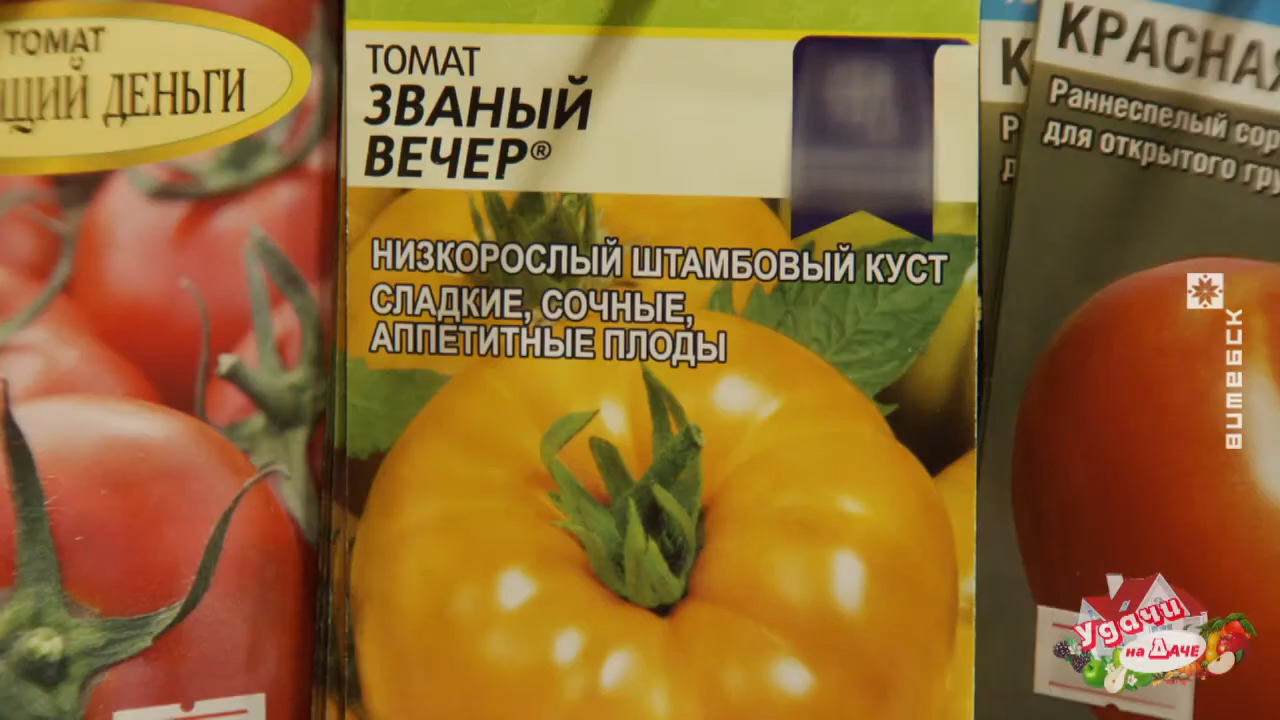 ТОМАТ
ЩИЙ ДЕНЬГИ
ТОМАТ
ЗВАНЫЙ
ВЕЧЕР®
НИЗКОРОСЛЫЙ ШТАМБОВЫЙ КУСТ
СЛАДКИЕ, СОЧНЫЕ,
АППЕТИТНЫЕ ПЛОДЫ
К
Р
Д
КРАСНАЯ
Раннеспелый сор
для открытого гру
ВИТЕБСК
Удачи
на ДАЧЕ